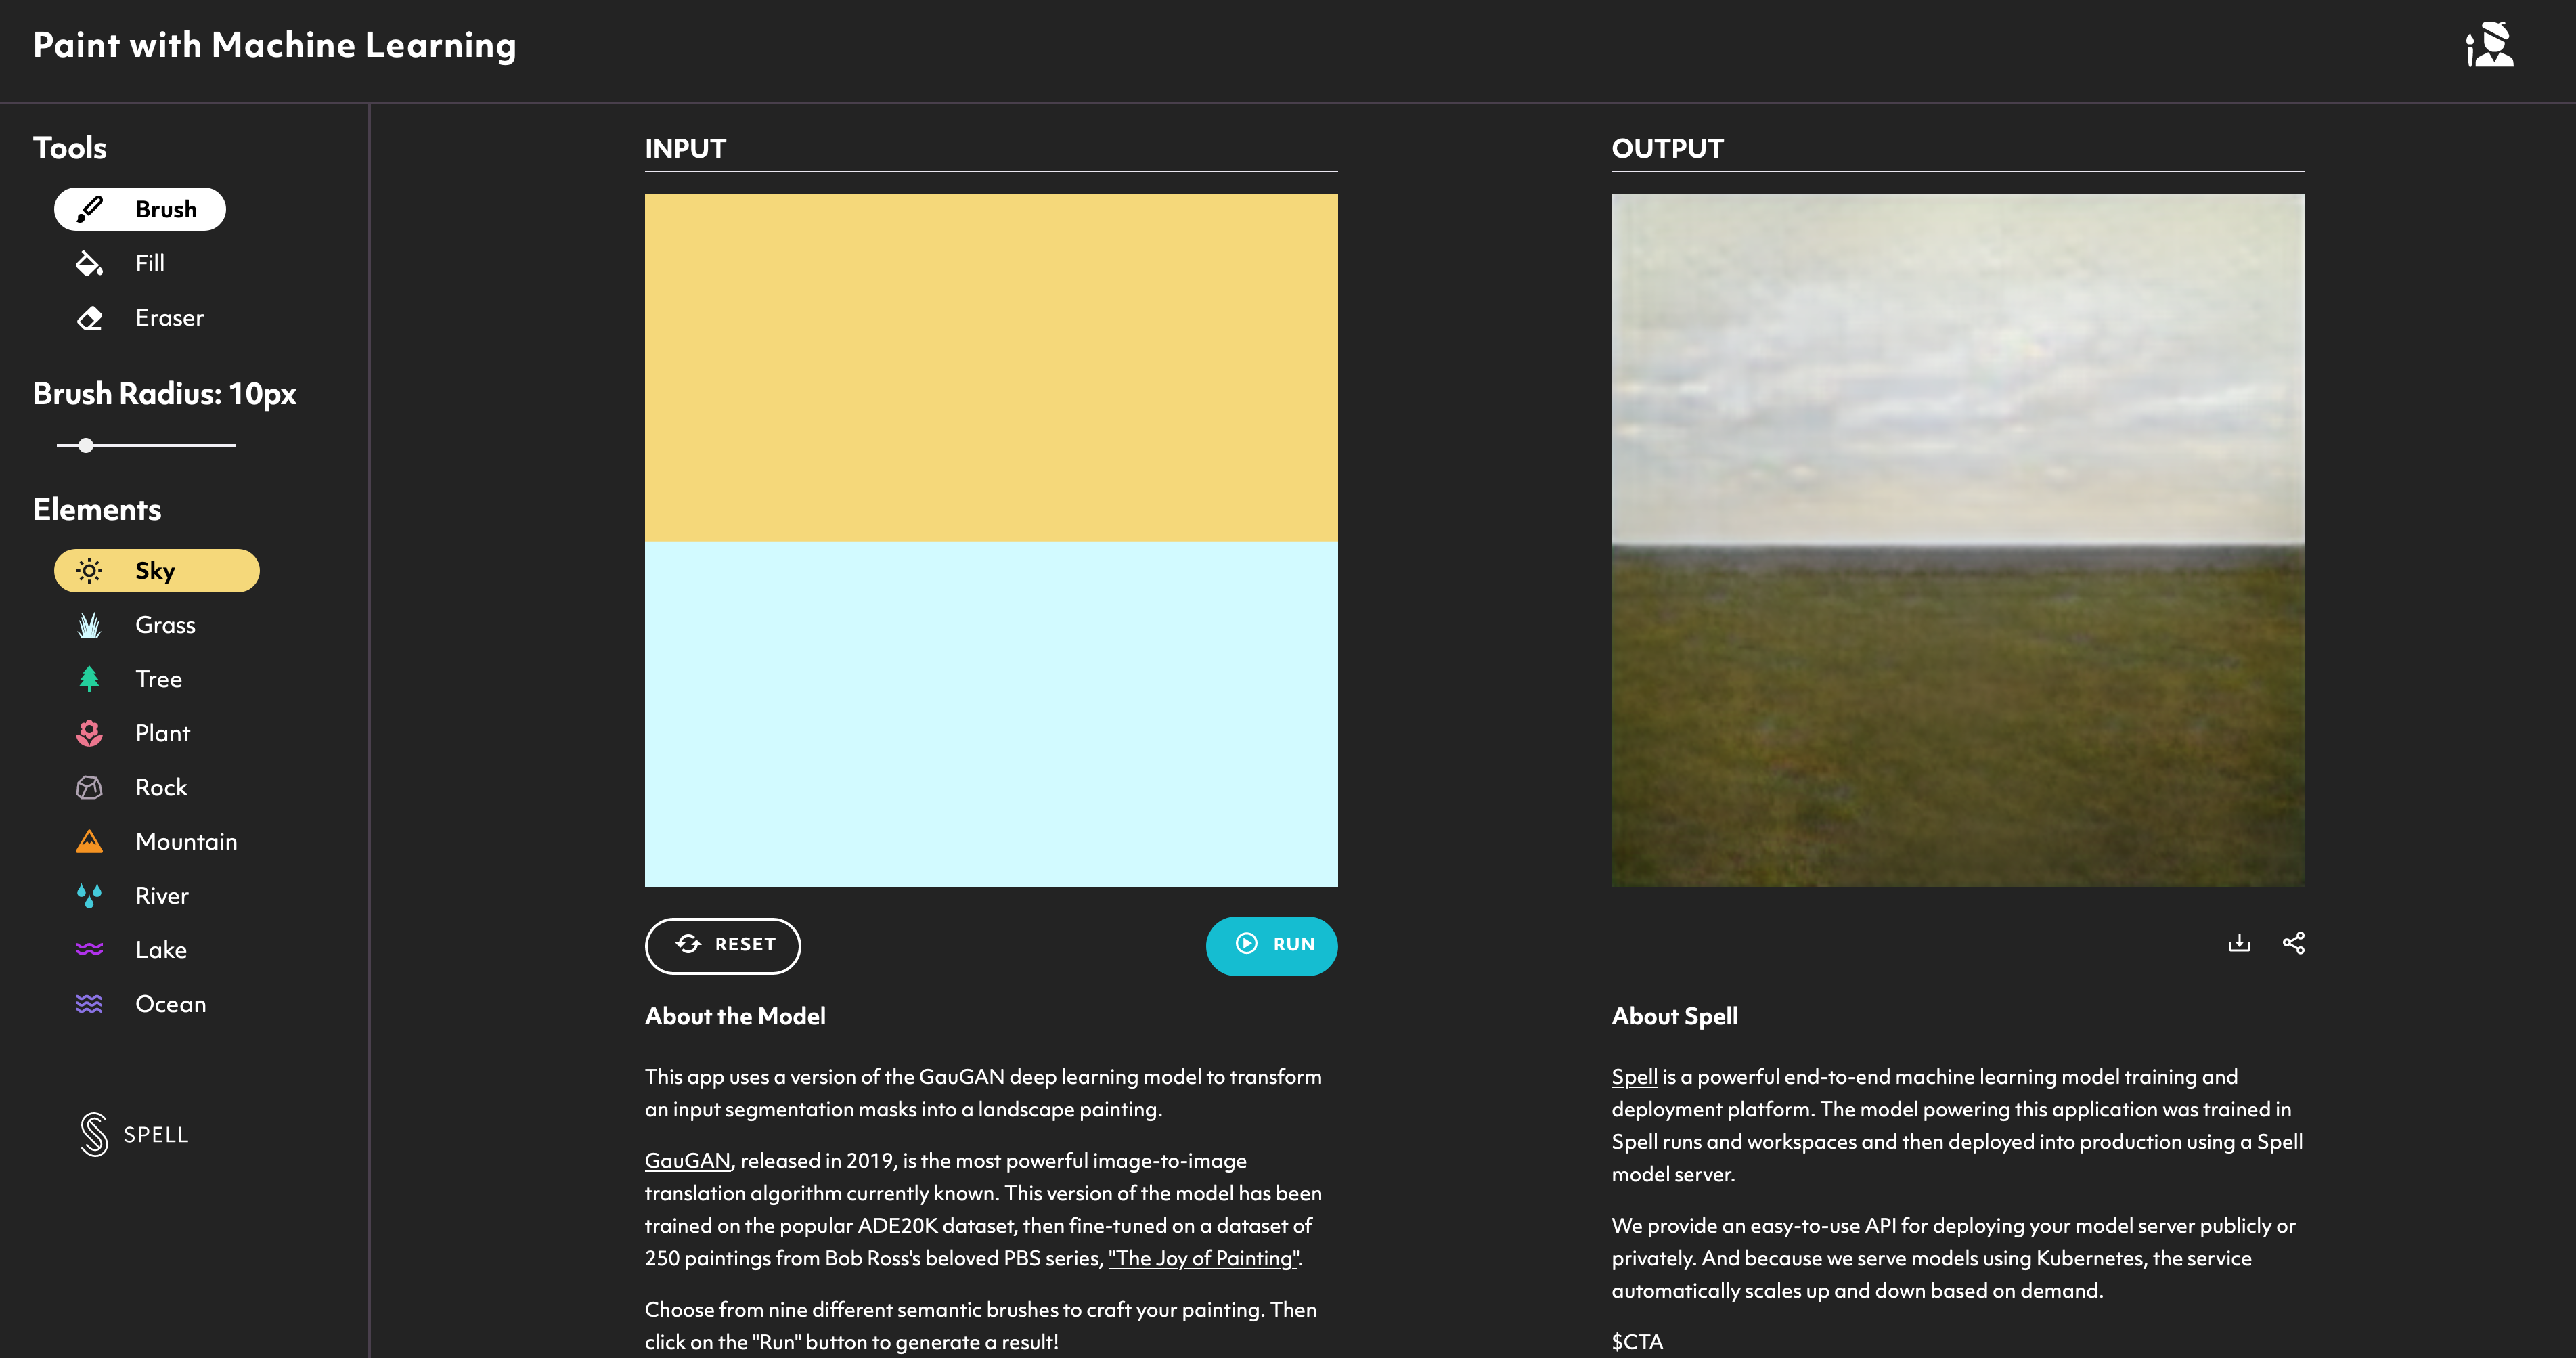 Paint with Machine Learning
Tools
Brush
Fill
Eraser
Brush Radius: 10px
Elements
Sky
Grass
Tree
Plant
Rock
Mountain
River
Lake
Ocean
SPELL
INPUT
RESET
RUN
About the Model
This app uses a version of the GauGAN deep learning model to transform
an input segmentation masks into a landscape painting.
GauGAN, released in 2019, is the most powerful image-to-image
translation algorithm currently known. This version of the model has been
trained on the popular ADE20K dataset, then fine-tuned on a dataset of
250 paintings from Bob Ross's beloved PBS series, "The Joy of Painting".
Choose from nine different semantic brushes to craft your painting. Then
click on the "Run" button to generate a result!
OUTPUT
About Spell
Spell is a powerful end-to-end machine learning model training and
deployment platform. The model powering this application was trained in
Spell runs and workspaces and then deployed into production using a Spell
model server.
We provide an easy-to-use API for deploying your model server publicly or
privately. And because we serve models using Kubernetes, the service
automatically scales up and down based on demand.
$CTA